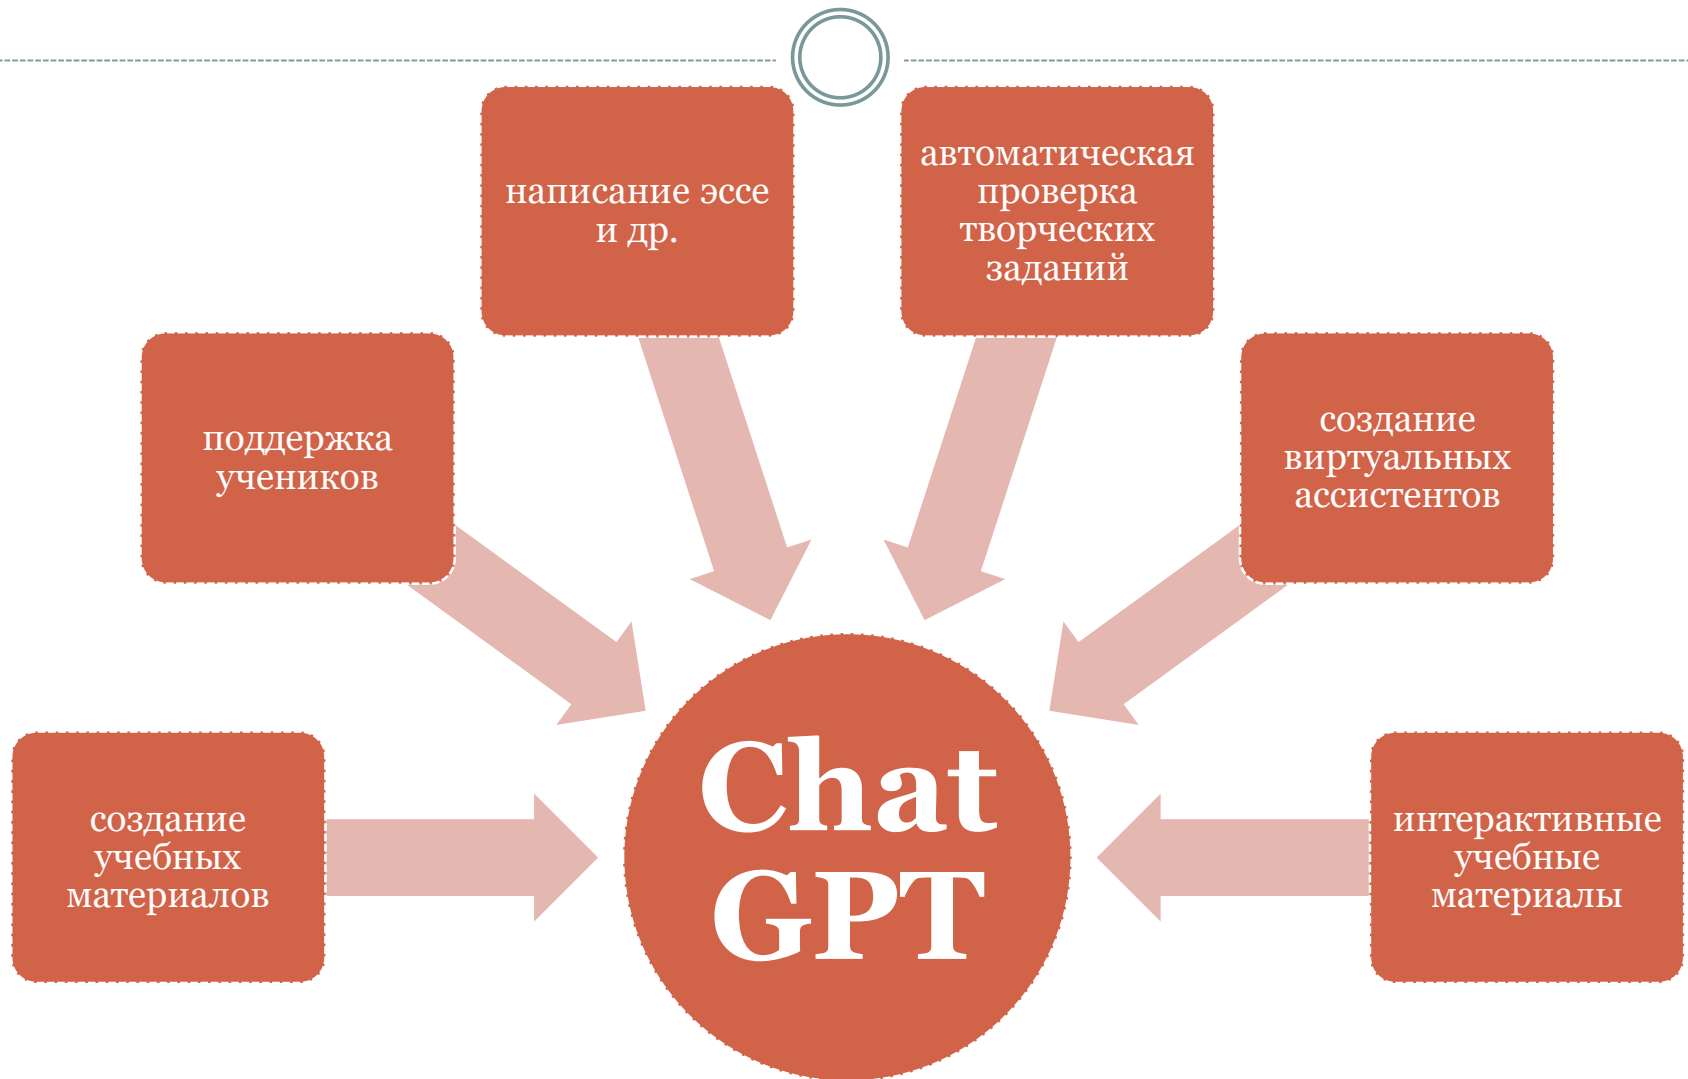 написание эссе
и др.
автоматическая
проверка
творческих
заданий
поддержка
учеников
создание
виртуальных
ассистентов
создание
учебных
материалов
Chat
GPT
интерактивные
учебные
материалы